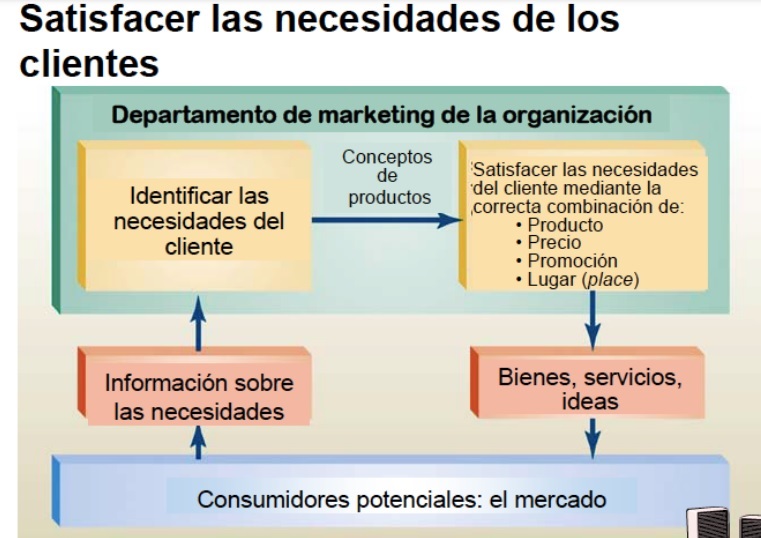 Satisfacer las necesidades de los
clientes
Departamento de marketing de la organización
Identificar las
necesidades del
cliente
Conceptos
de
productos
Satisfacer las necesidades
del cliente mediante la
correcta combinación de:
• Producto
• Precio
• Promoción
• Lugar (place)
Información sobre
las necesidades
Bienes, servicios,
ideas
Consumidores potenciales: el mercado